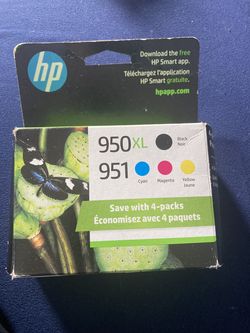 hp
Download the free
HP Smart app.
Téléchargez l'app
HP Smart gratuite.
hpapp.com
950XL
Black
Noir
951
Cyan
Magenta
Yellow
Jaune
Save with 4-packs
Économisez avec 4 paquets